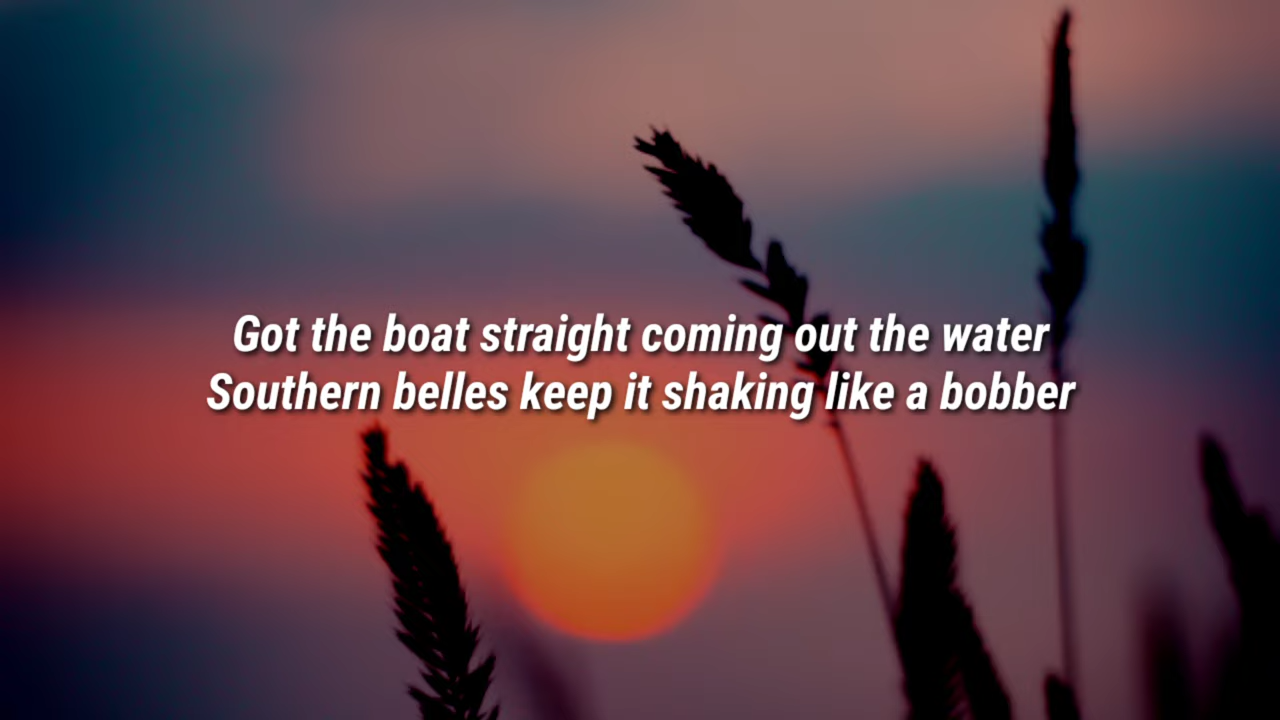 Got the boat straight coming out the water
Southern belles keep it shaking like a bobber